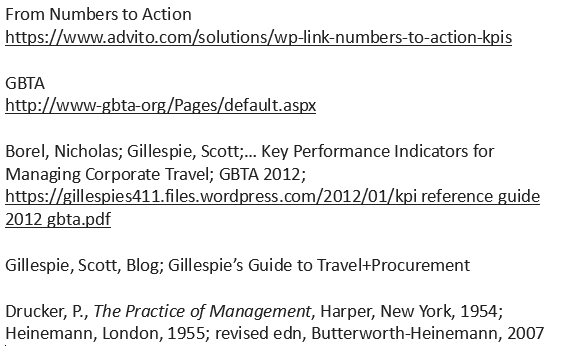 From Numbers to Action
https://www.advito.com/solutions/wp-link-numbers-to-action-kpis
GBTA
http://www-gbta-org/Pages/default.aspx
Borel, Nicholas; Gillespie, Scott;... Key Performance Indicators for
Managing Corporate Travel; GBTA 2012;
https://gillespies411.files.wordpress.com/2012/01/kpi reference guide
2012 gbta.pdf
Gillespie, Scott, Blog; Gillespie’s Guide to Travel+Procurement
Drucker, P., The Practice of Management, Harper, New York, 1954;
Heinemann, London, 1955; revised edn, Butterworth-Heinemann, 2007